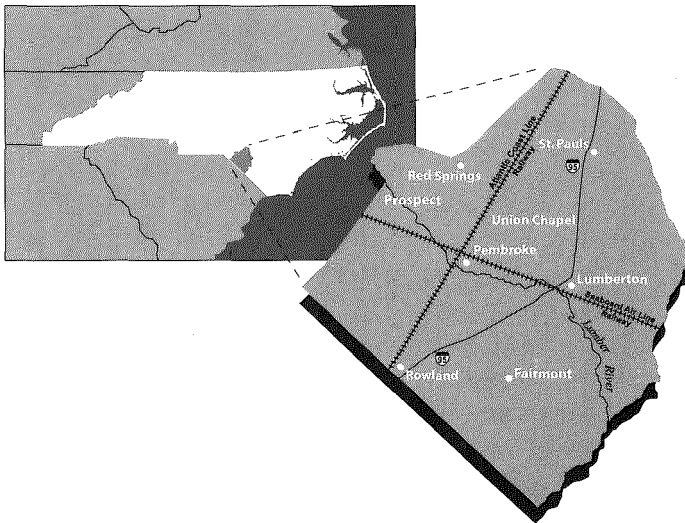 Atlantic Coast Line
Railway
St. Pauls
95
Red Springs
Prospect
Union Chapel
Pembroke
Lumberton
Seaboard Air Line
Railway
Lumber
River
95
Rowland
Fairmont